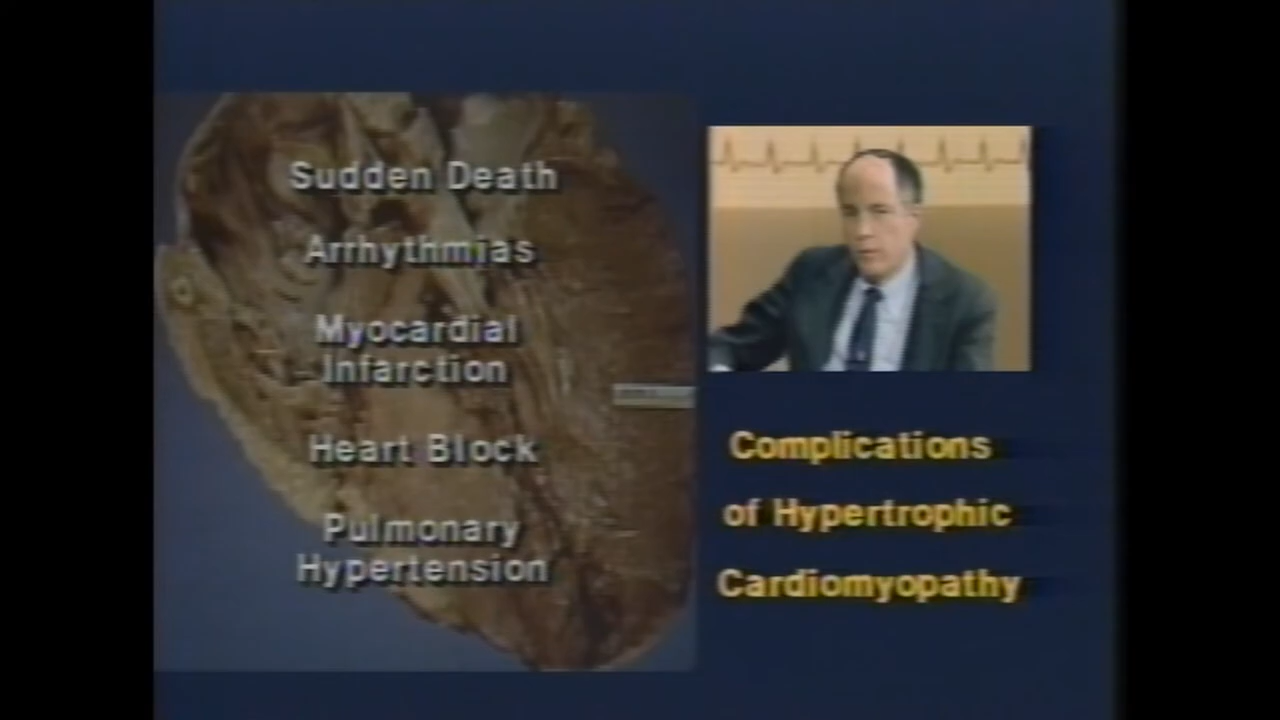 Sudden Death
Arrhythmias
Myocardial
Infarction
Heart Block
Pulmonary
Hypertension
Complications
of Hypertrophic
Cardiomyopathy